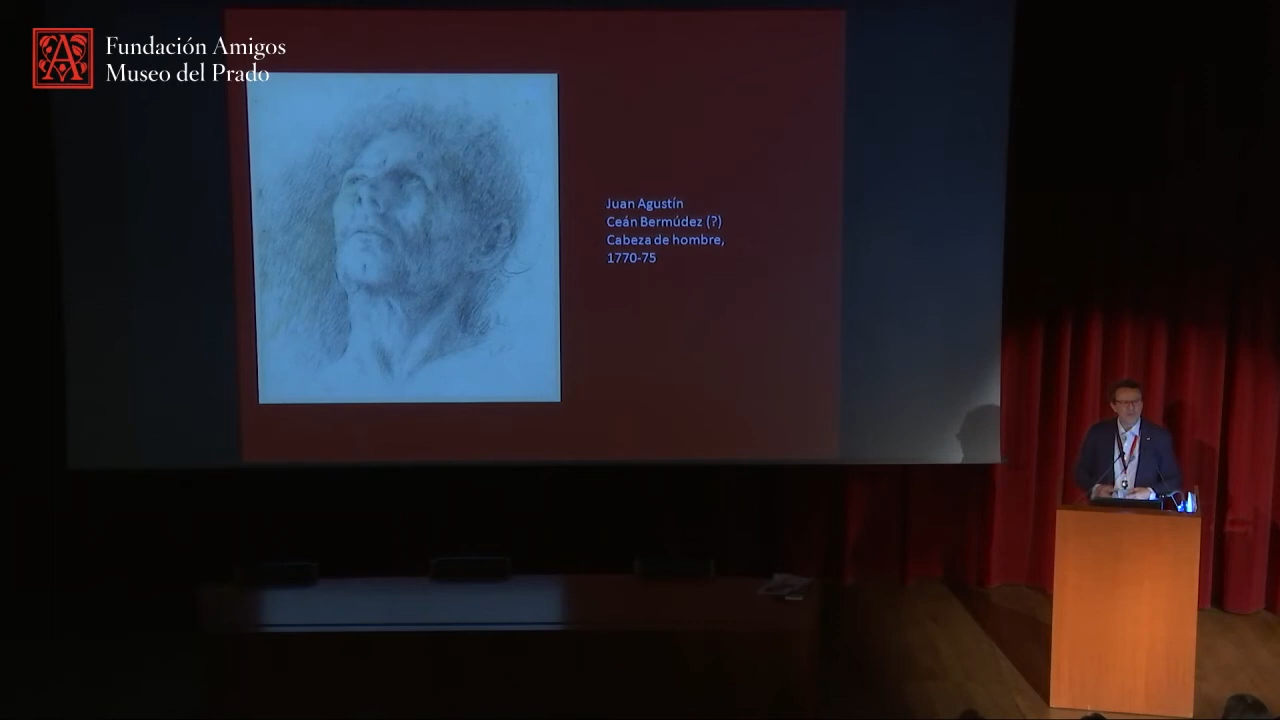 Fundación Amigos
Museo del Prado
Juan Agustín
Ceán Bermúdez (?)
Cabeza de hombre,
1770-75